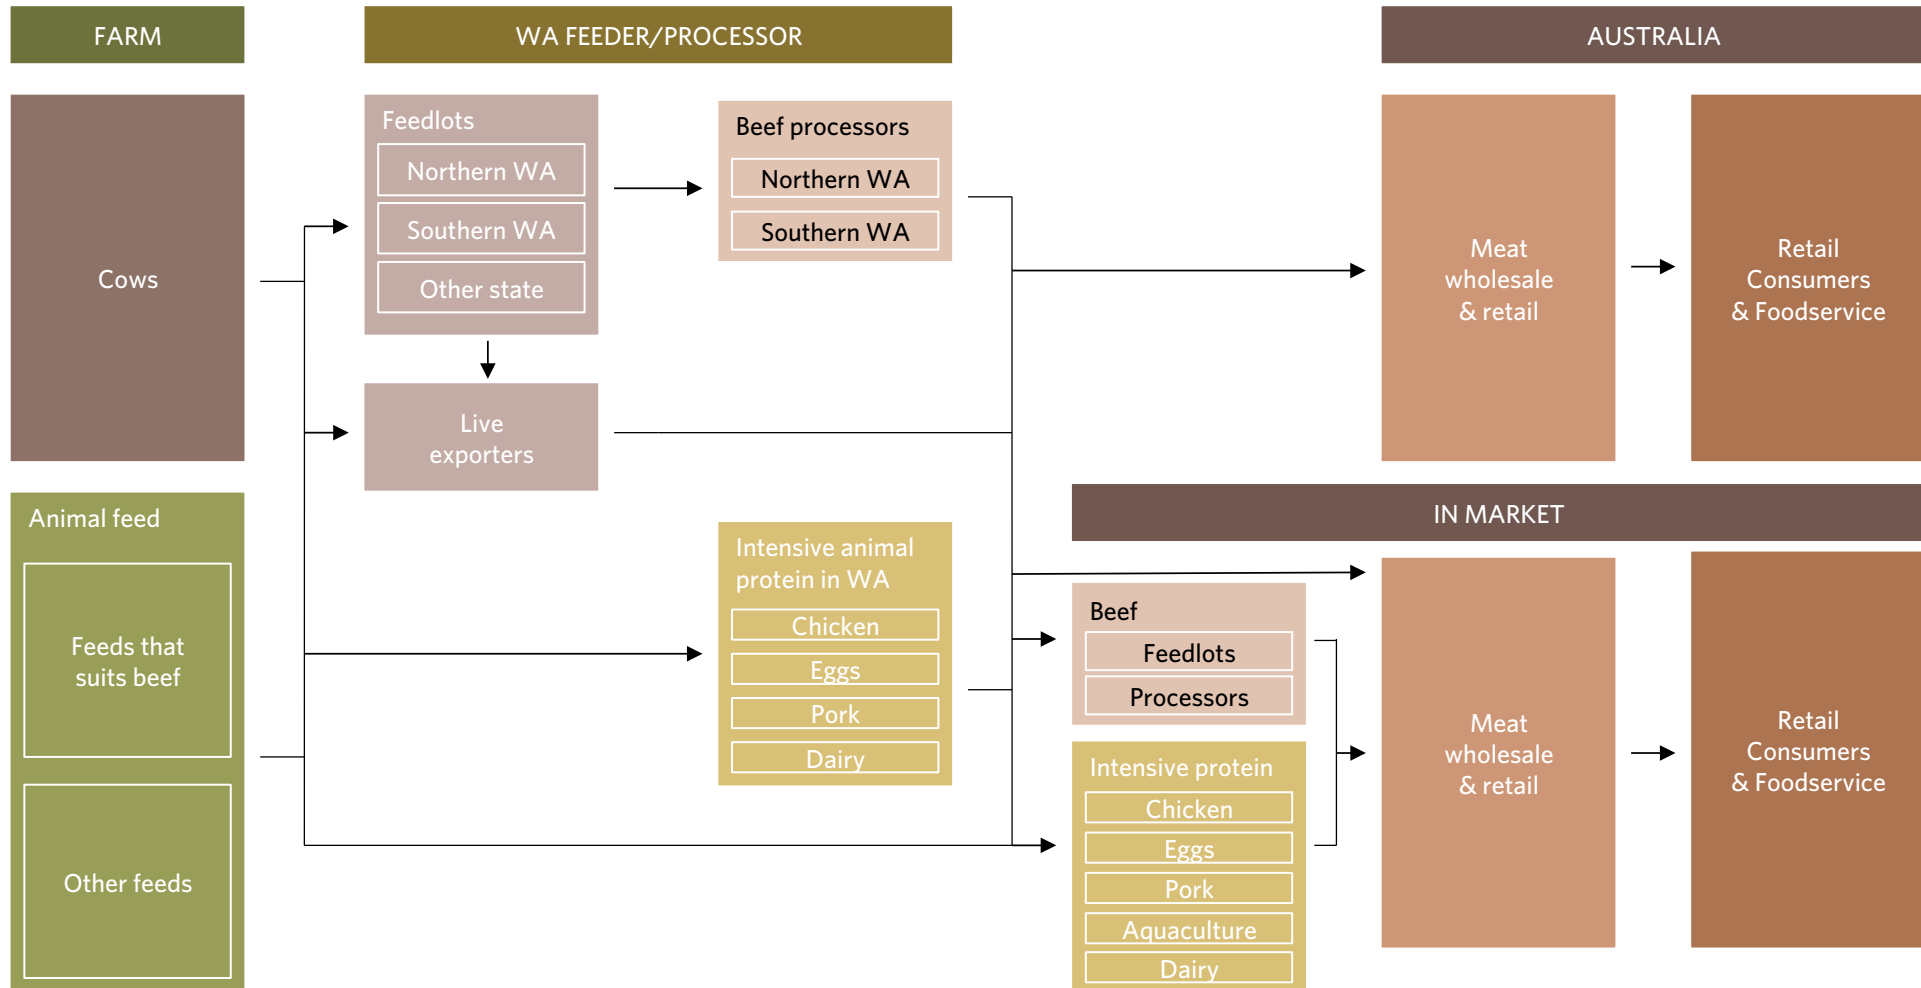 FARM
WA FEEDER/PROCESSOR
AUSTRALIA
Cows
Feedlots
Northern WA
Southern WA
Other state
Beef processors
Northern WA
Southern WA
Meat
wholesale
& retail
Retail
Consumers
& Foodservice
Live
exporters
Animal feed
Feeds that
suits beef
Other feeds
Intensive animal
protein in WA
Chicken
Eggs
Pork
Dairy
IN MARKET
Beef
Feedlots
Processors
Intensive protein
Chicken
Eggs
Pork
Aquaculture
Dairy
Meat
wholesale
& retail
Retail
Consumers
& Foodservice